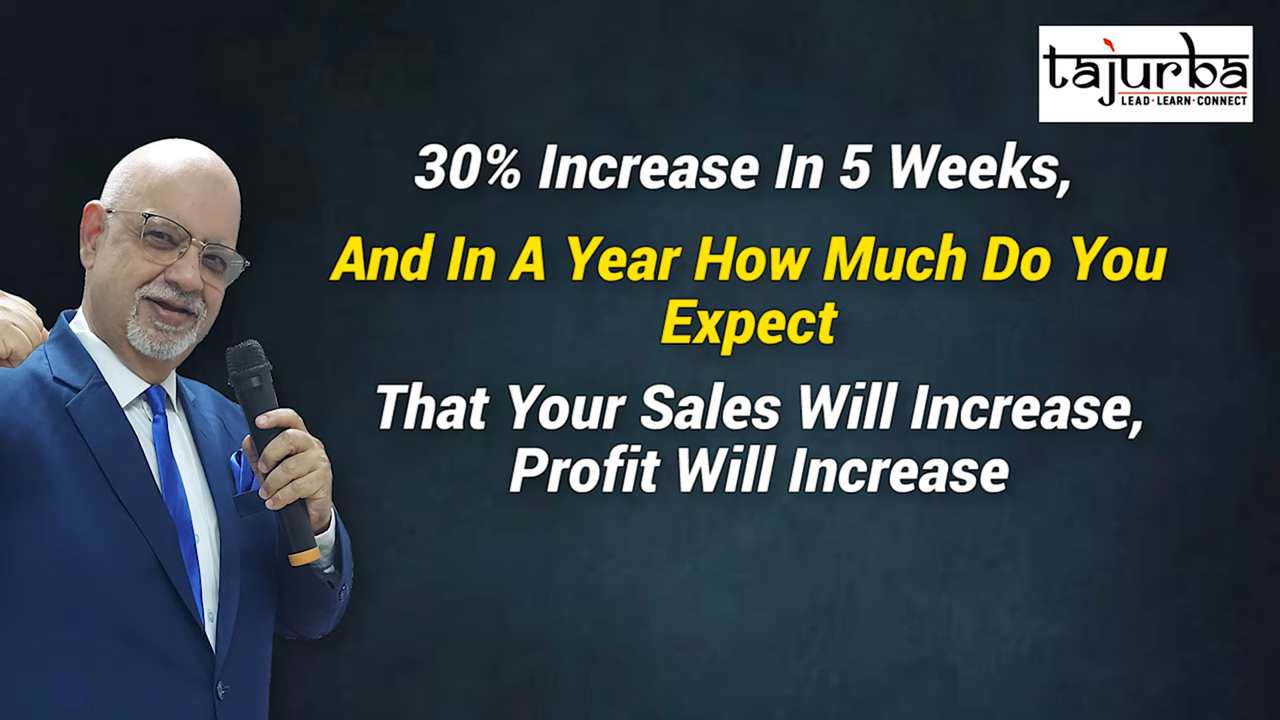 tajurba
LEAD·LEARN·CONNECT
30% Increase In 5 Weeks,
And In A Year How Much Do You
Expect
That Your Sales Will Increase,
Profit Will Increase